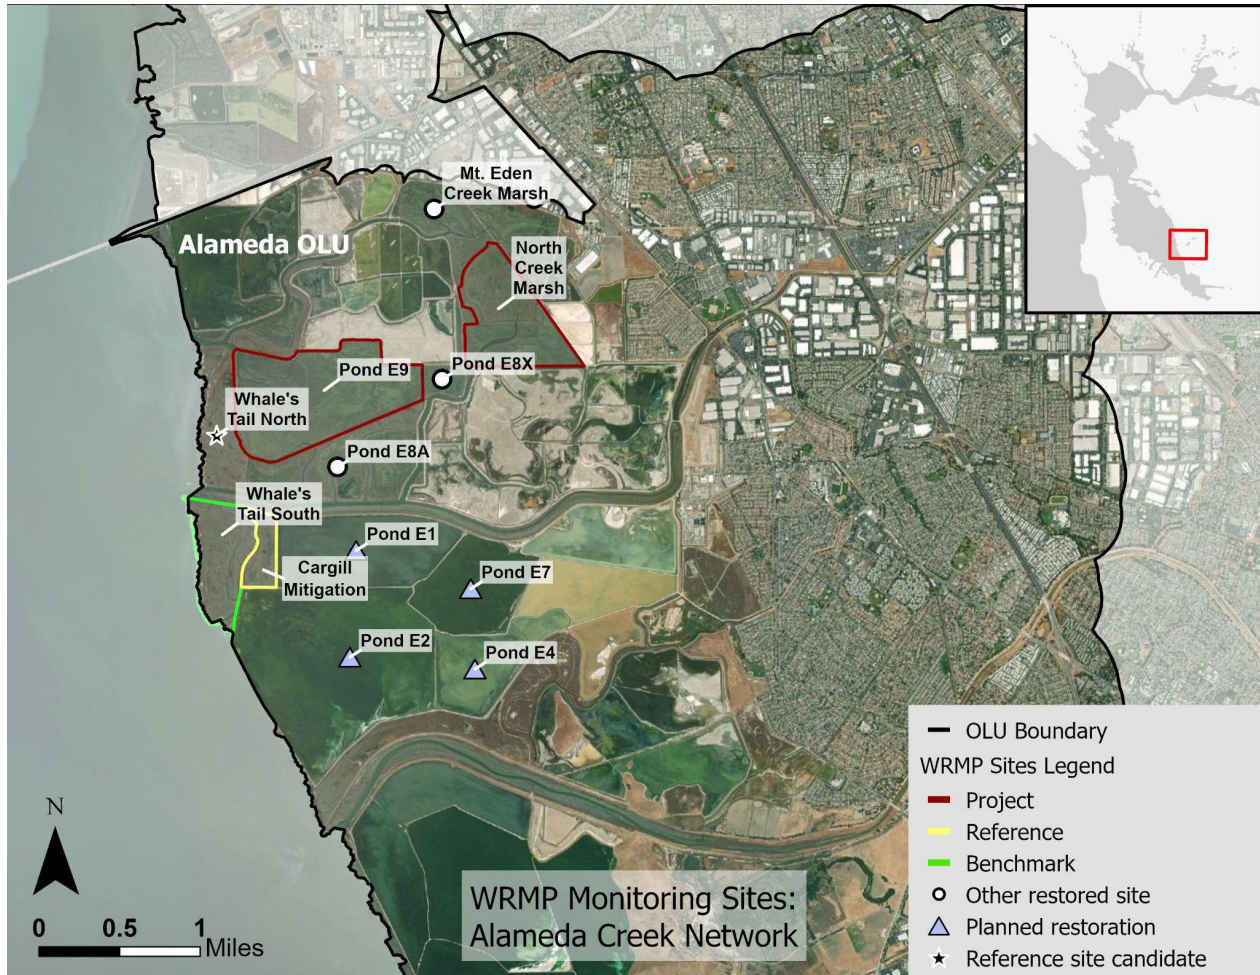 Mt. Eden
Creek Marsh
Alameda OLU
North
Creek
Marsh
Pond E9
Pond E8X
Whale's
Tail North
Pond E8A
Whale's
Tail South
Pond E1
Cargill
Mitigation
Pond E7
Pond E2
Pond E4
OLU Boundary
WRMP Sites Legend
Project
Reference
Benchmark
Other restored site
Planned restoration
Reference site candidate
N
0 0.5 1
Miles
WRMP Monitoring Sites:
Alameda Creek Network